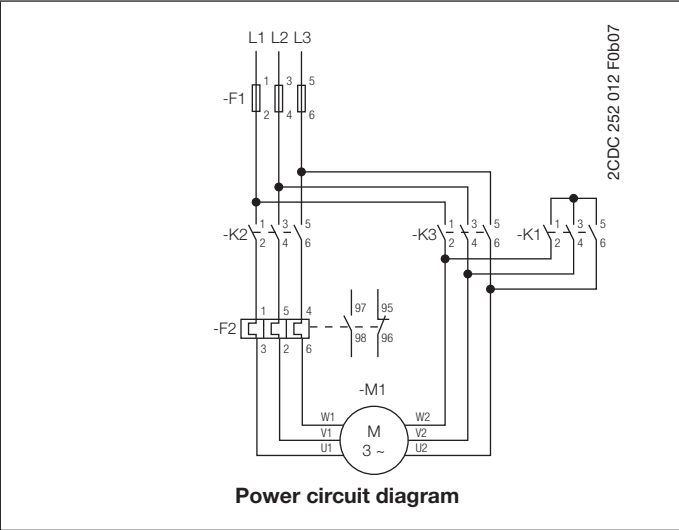 L1 L2 L3
2CDC 252 012 F0b07
-F1
1 3 5
2 4 6
-K2
1 3 5
2 4 6
-K3
1 3 5
2 4 6
-K1
1 3 5
2 4 6
-F2
1 5 4
3 2 6
97 95
98 96
-M1
W1 W2
V1 M V2
U1 3 ~ U2
Power circuit diagram